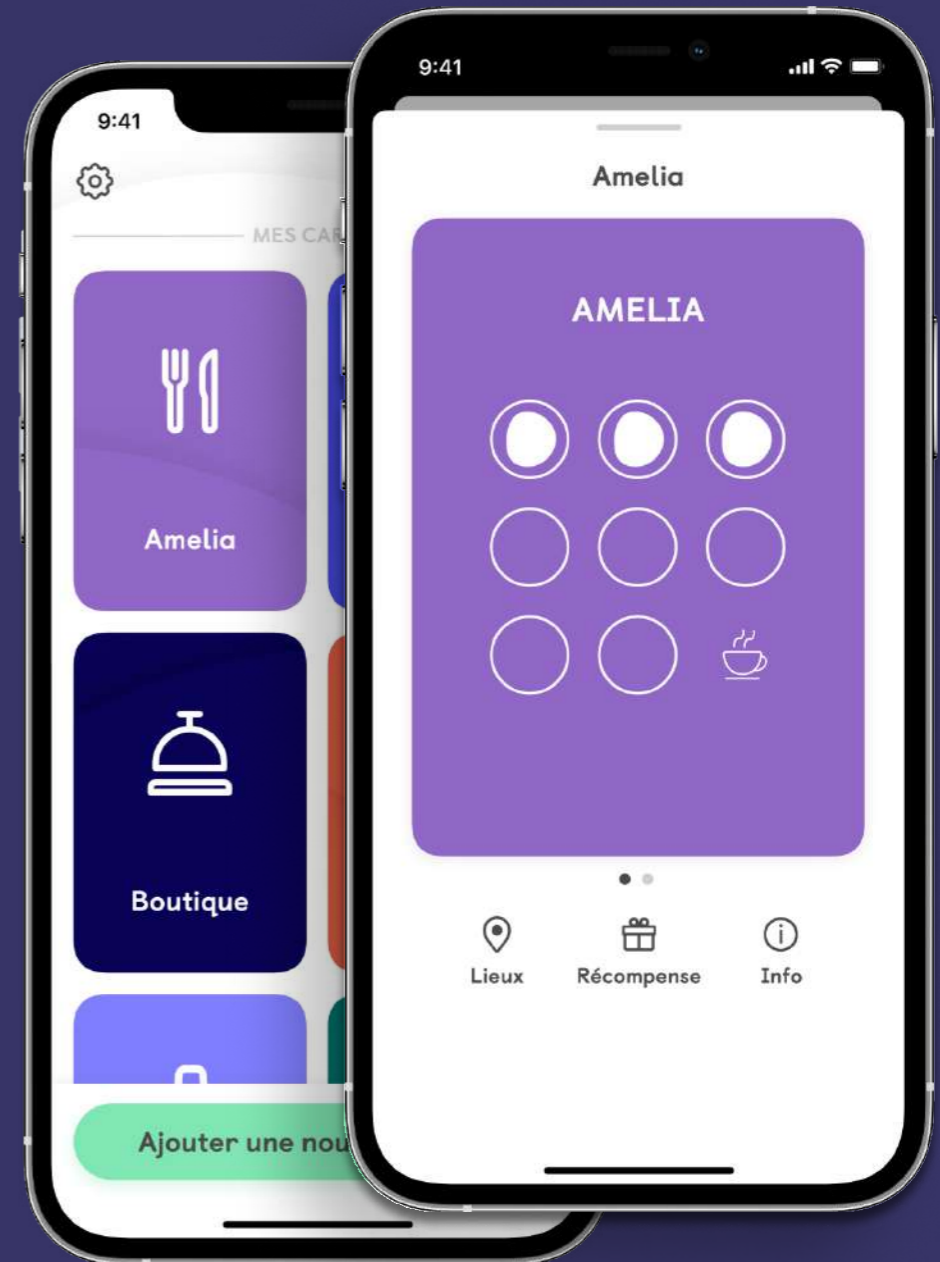 9:41
MES CAR
Amelia
Boutique
Ajouter une nou
9:41
Amelia
AMELIA
Lieux
Récompense
Info